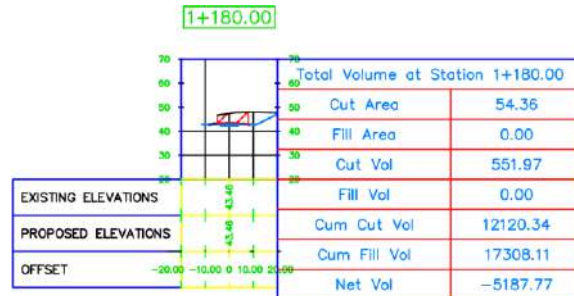 1+180.00
70 70
60 60
50 50
40 40
30 30
20 20
Total Volume at Station 1+180.00
Cut Area 54.36
Fill Area 0.00
Cut Vol 551.97
Fill Vol 0.00
Cum Cut Vol 12120.34
Cum Fill Vol 17308.11
Net Vol -5187.77
EXISTING ELEVATIONS 43.46
PROPOSED ELEVATIONS 43.46
OFFSET -20.00 -10.00 0 10.00 20.00